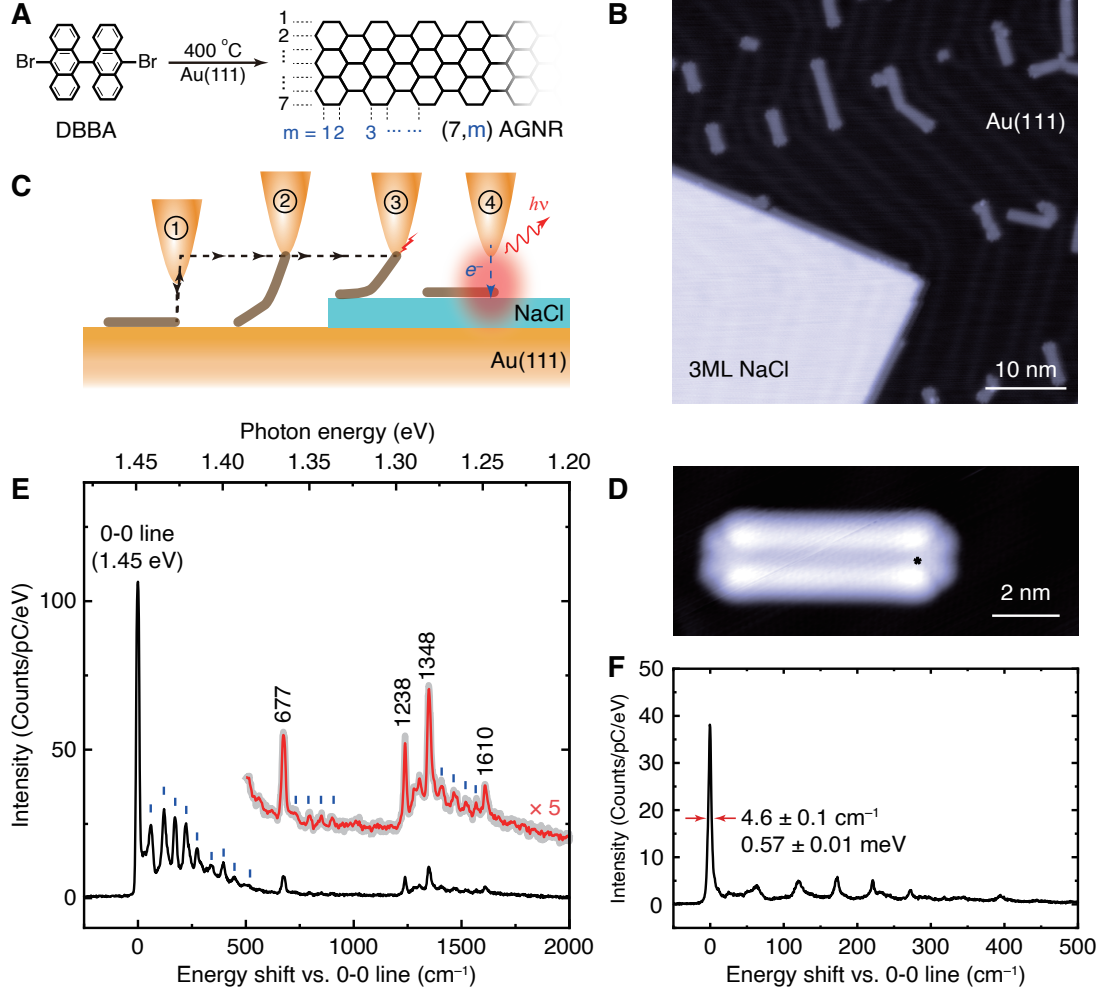 A
Br
Br
DBBA
400 °C
Au(111)
1
2
⋮
⋮
7
m = 1 2 3 ··· ···
(7,m) AGNR
B
Au(111)
3ML NaCl
10 nm
C
①
②
③
④
hν
e⁻
NaCl
Au(111)
D
*
2 nm
E
Photon energy (eV)
1.45 1.40 1.35 1.30 1.25 1.20
0-0 line
(1.45 eV)
677
1238
1348
1610
× 5
Intensity (Counts/pC/eV)
100
50
0
0 500 1000 1500 2000
Energy shift vs. 0-0 line (cm⁻¹)
F
Intensity (Counts/pC/eV)
50
40
30
20
10
0
4.6 ± 0.1 cm⁻¹
0.57 ± 0.01 meV
0 100 200 300 400 500
Energy shift vs. 0-0 line (cm⁻¹)